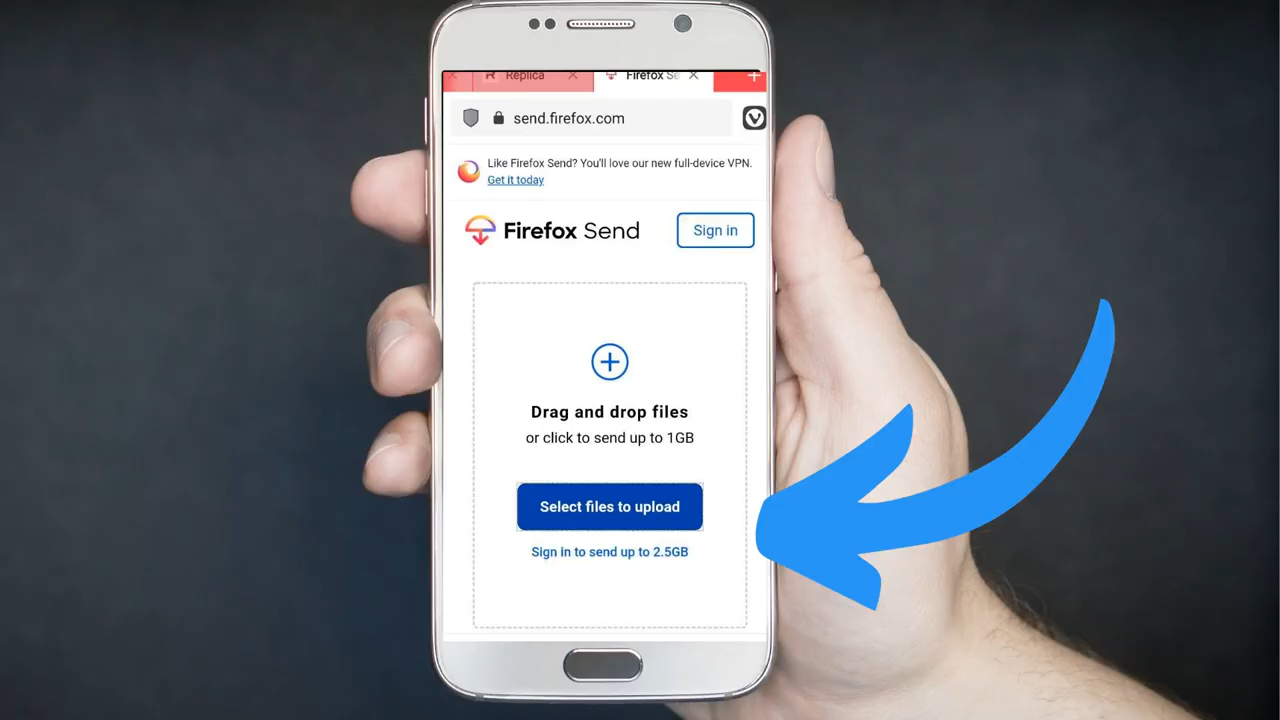 Replica
Firefox Se
send.firefox.com
Like Firefox Send? You'll love our new full-device VPN.
Get it today
Firefox Send
Sign in
Drag and drop files
or click to send up to 1GB
Select files to upload
Sign in to send up to 2.5GB